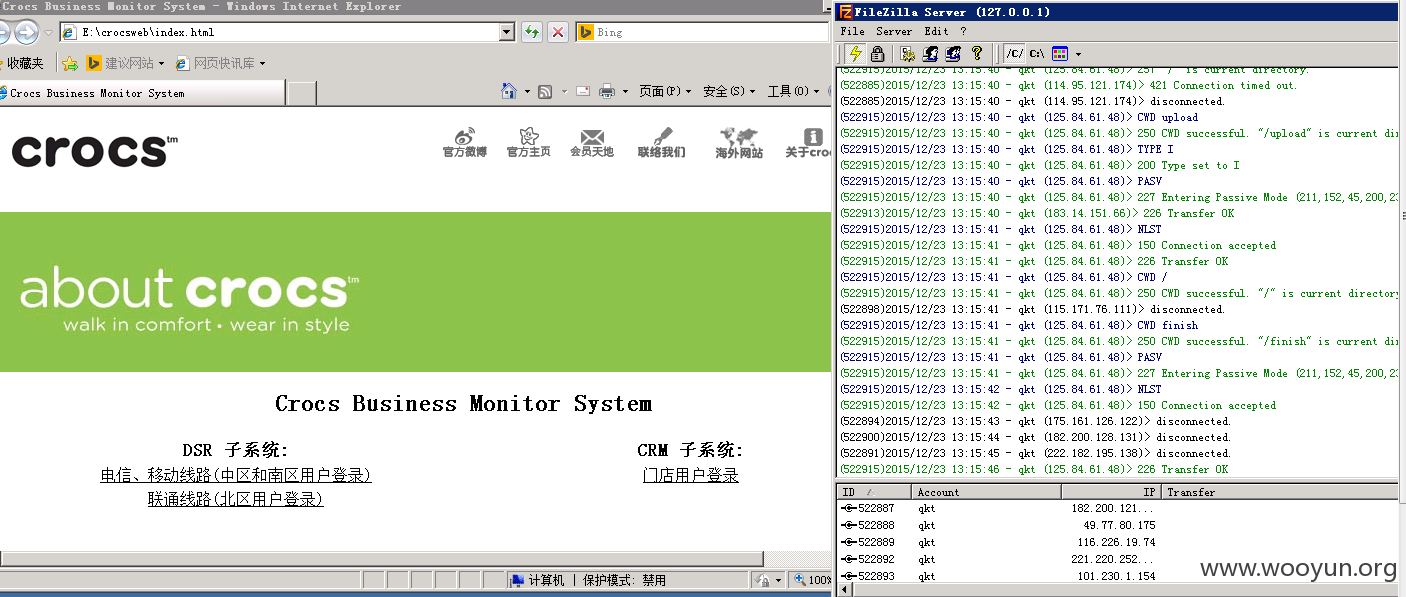 Crocs Business Monitor System - Windows Internet Explorer
E:\crocsweb\index.html
Bing
收藏夹
建议网站
网页快讯库
Crocs Business Monitor System
页面(P)
安全(S)
工具(O)
crocs™
官方微博
官方主页
会员天地
联络我们
海外网站
关于croc
about crocs™
walk in comfort • wear in style
Crocs Business Monitor System
DSR 子系统:
电信、移动线路(中区和南区用户登录)
联通线路(北区用户登录)
CRM 子系统:
门店用户登录
计算机 | 保护模式: 禁用
100%
FileZilla Server (127.0.0.1)
File Server Edit ?
/C/ C:\
(522915)2015/12/23 13:15:40 - qkt (125.84.61.48)> 257 "/" is current directory.
(522885)2015/12/23 13:15:40 - qkt (114.95.121.174)> 421 Connection timed out.
(522885)2015/12/23 13:15:40 - qkt (114.95.121.174)> disconnected.
(522915)2015/12/23 13:15:40 - qkt (125.84.61.48)> CWD upload
(522915)2015/12/23 13:15:40 - qkt (125.84.61.48)> 250 CWD successful. "/upload" is current dir
(522915)2015/12/23 13:15:40 - qkt (125.84.61.48)> TYPE I
(522915)2015/12/23 13:15:40 - qkt (125.84.61.48)> 200 Type set to I
(522915)2015/12/23 13:15:40 - qkt (125.84.61.48)> PASV
(522915)2015/12/23 13:15:40 - qkt (125.84.61.48)> 227 Entering Passive Mode (211,152,45,200,23
(522913)2015/12/23 13:15:40 - qkt (183.14.151.66)> 226 Transfer OK
(522915)2015/12/23 13:15:41 - qkt (125.84.61.48)> NLST
(522915)2015/12/23 13:15:41 - qkt (125.84.61.48)> 150 Connection accepted
(522915)2015/12/23 13:15:41 - qkt (125.84.61.48)> 226 Transfer OK
(522915)2015/12/23 13:15:41 - qkt (125.84.61.48)> CWD /
(522915)2015/12/23 13:15:41 - qkt (125.84.61.48)> 250 CWD successful. "/" is current directory
(522898)2015/12/23 13:15:41 - qkt (115.171.76.111)> disconnected.
(522915)2015/12/23 13:15:41 - qkt (125.84.61.48)> CWD finish
(522915)2015/12/23 13:15:41 - qkt (125.84.61.48)> 250 CWD successful. "/finish" is current dir
(522915)2015/12/23 13:15:41 - qkt (125.84.61.48)> PASV
(522915)2015/12/23 13:15:41 - qkt (125.84.61.48)> 227 Entering Passive Mode (211,152,45,200,23
(522915)2015/12/23 13:15:42 - qkt (125.84.61.48)> NLST
(522915)2015/12/23 13:15:42 - qkt (125.84.61.48)> 150 Connection accepted
(522894)2015/12/23 13:15:43 - qkt (175.161.126.122)> disconnected.
(522900)2015/12/23 13:15:44 - qkt (182.200.128.131)> disconnected.
(522891)2015/12/23 13:15:45 - qkt (222.182.195.138)> disconnected.
(522915)2015/12/23 13:15:46 - qkt (125.84.61.48)> 226 Transfer OK
ID Account IP Transfer
522887 qkt 182.200.121...
522888 qkt 49.77.80.175
522889 qkt 116.226.19.74
522892 qkt 221.220.252...
522893 qkt 101.230.1.154
www.wooyun.org